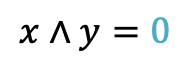 x ∧ y = 0